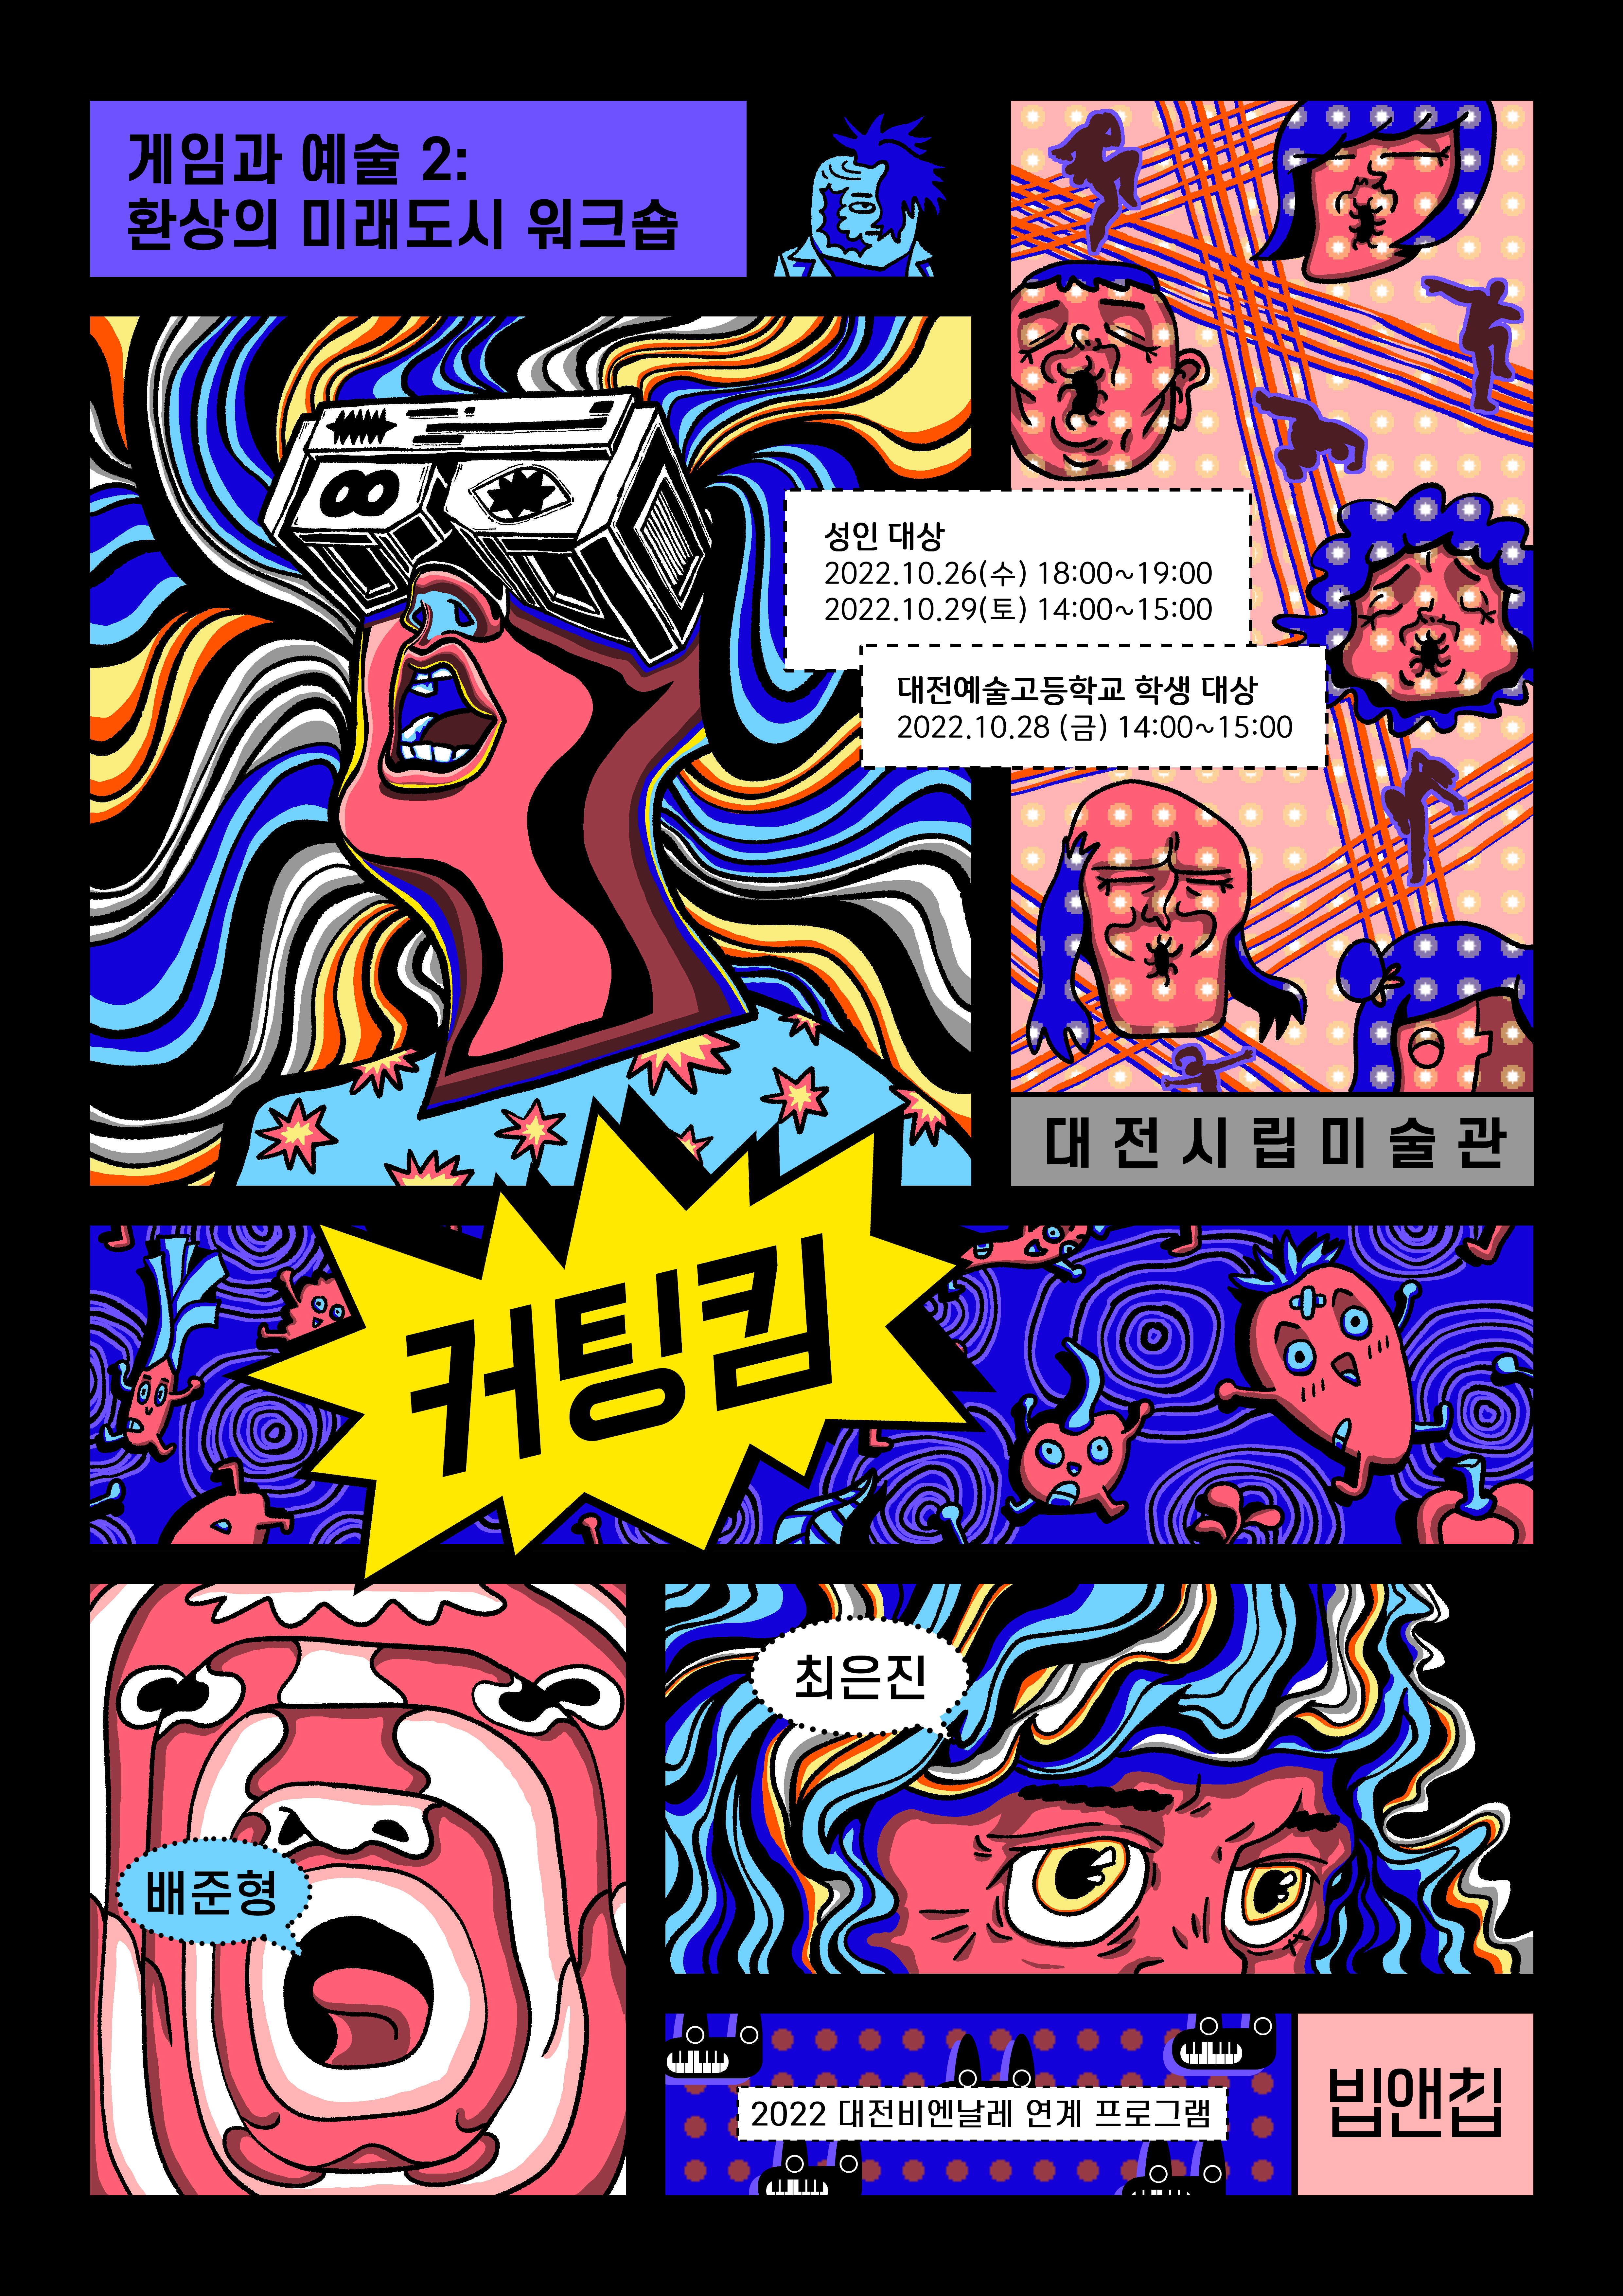 게임과 예술 2:
환상의 미래도시 워크숍
성인 대상
2022.10.26(수) 18:00~19:00
2022.10.29(토) 14:00~15:00
대전예술고등학교 학생 대상
2022.10.28 (금) 14:00~15:00
대전시립미술관
커팅킴
최은진
배준형
2022 대전비엔날레 연계 프로그램
빕앤칩